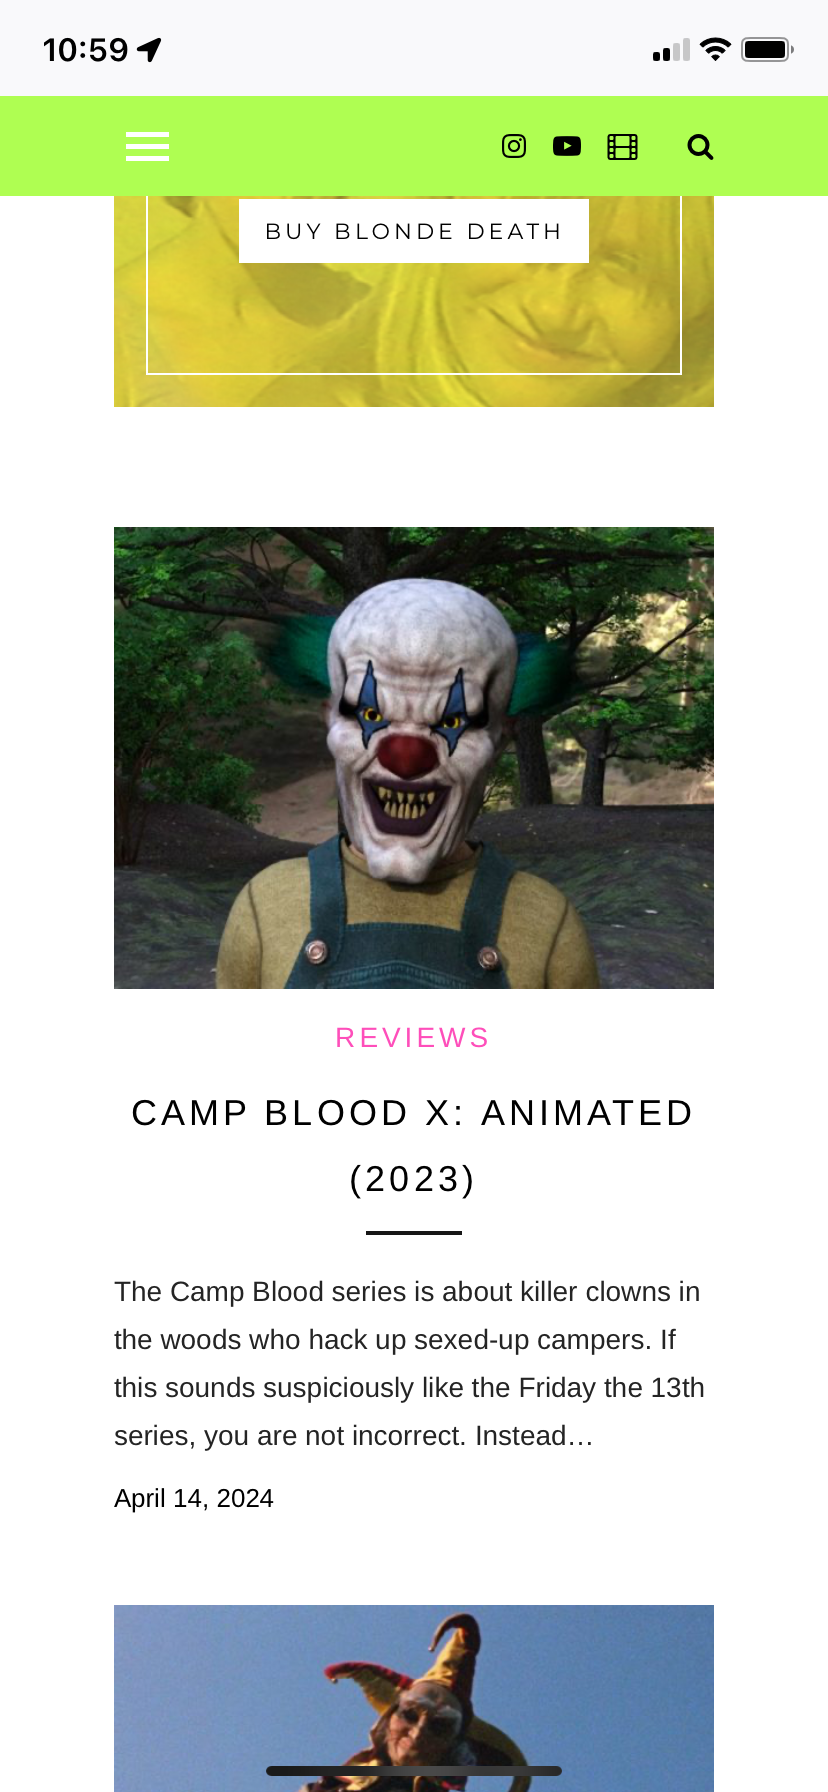 10:59
BUY BLONDE DEATH
REVIEWS
CAMP BLOOD X: ANIMATED
(2023)
The Camp Blood series is about killer clowns in
the woods who hack up sexed-up campers. If
this sounds suspiciously like the Friday the 13th
series, you are not incorrect. Instead…
April 14, 2024